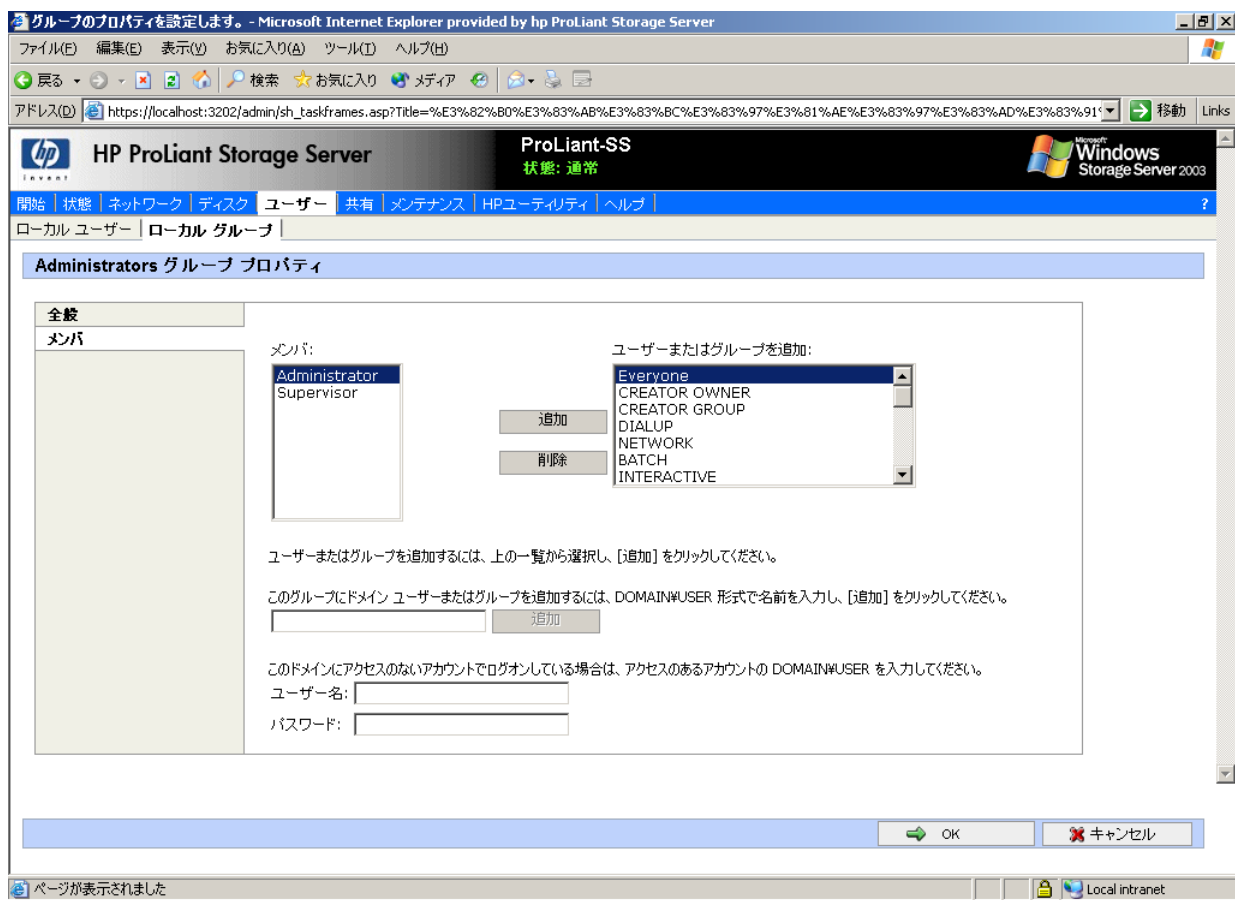 グループのプロパティを設定します。 - Microsoft Internet Explorer provided by hp ProLiant Storage Server
ファイル(F) 編集(E) 表示(V) お気に入り(A) ツール(T) ヘルプ(H)
戻る 検索 お気に入り メディア
アドレス(D) https://localhost:3202/admin/sh_taskframes.asp?Title=%E3%82%B0%E3%83%AB%E3%83%BC%E3%83%97%E3%81%AE%E3%83%97%E3%83%AD%E3%83%91 移動 Links
hp invent HP ProLiant Storage Server ProLiant-SS Microsoft Windows
状態: 通常 Storage Server 2003
開始 状態 ネットワーク ディスク ユーザー 共有 メンテナンス HPユーティリティ ヘルプ ?
ローカル ユーザー ローカル グループ
Administrators グループ プロパティ
全般
メンバ
メンバ: ユーザーまたはグループを追加:
Administrator Everyone
Supervisor CREATOR OWNER
CREATOR GROUP
追加 DIALUP
NETWORK
削除 BATCH
INTERACTIVE
ユーザーまたはグループを追加するには、上の一覧から選択し、[追加] をクリックしてください。
このグループにドメイン ユーザーまたはグループを追加するには、DOMAIN¥USER 形式で名前を入力し、[追加] をクリックしてください。
追加
このドメインにアクセスのないアカウントでログオンしている場合は、アクセスのあるアカウントの DOMAIN¥USER を入力してください。
ユーザー名:
パスワード:
OK キャンセル
ページが表示されました Local intranet